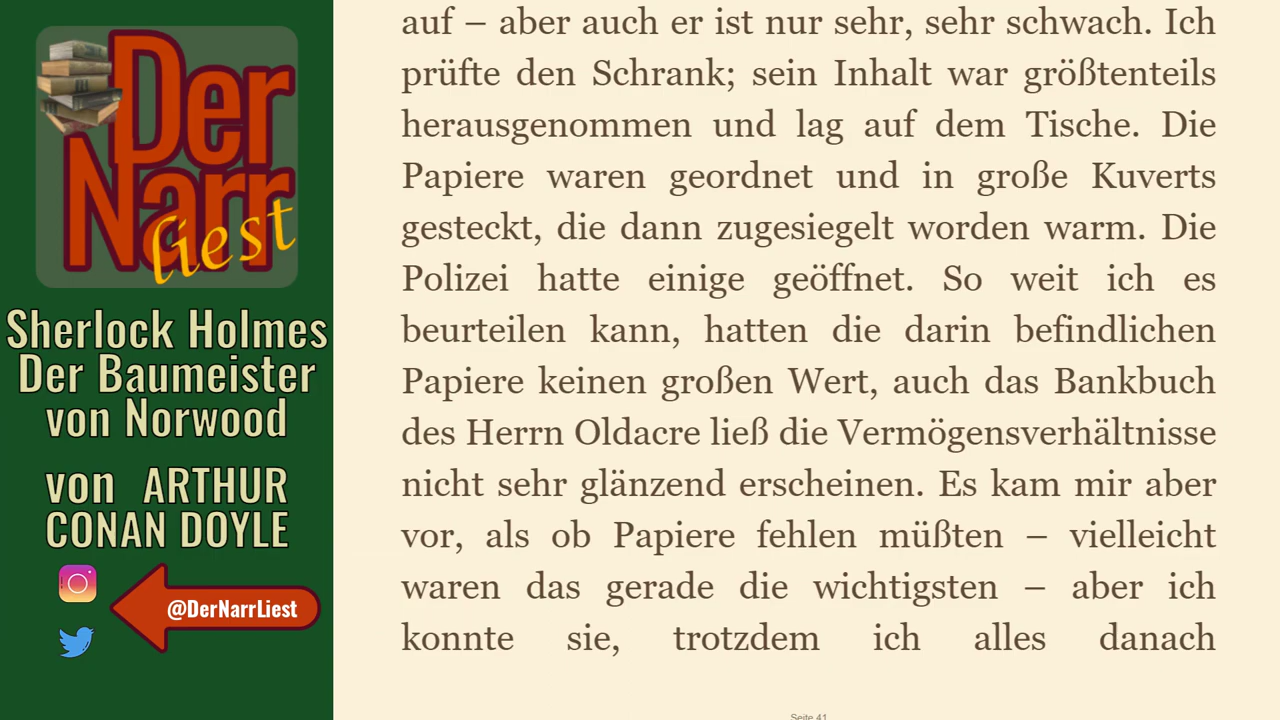 Der
Narr
liest
Sherlock Holmes
Der Baumeister
von Norwood
von ARTHUR
CONAN DOYLE
@DerNarrLiest
auf – aber auch er ist nur sehr, sehr schwach. Ich
prüfte den Schrank; sein Inhalt war größtenteils
herausgenommen und lag auf dem Tische. Die
Papiere waren geordnet und in große Kuverts
gesteckt, die dann zugesiegelt worden warm. Die
Polizei hatte einige geöffnet. So weit ich es
beurteilen kann, hatten die darin befindlichen
Papiere keinen großen Wert, auch das Bankbuch
des Herrn Oldacre ließ die Vermögensverhältnisse
nicht sehr glänzend erscheinen. Es kam mir aber
vor, als ob Papiere fehlen müßten – vielleicht
waren das gerade die wichtigsten – aber ich
konnte sie, trotzdem ich alles danach
Seite 41